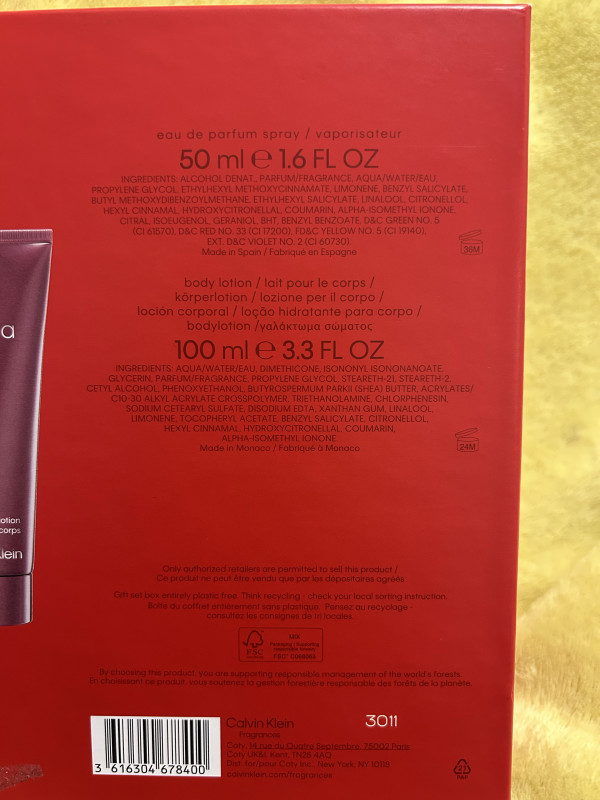 eau de parfum spray / vaporisateur
50 ml ℮ 1.6 FL OZ
INGREDIENTS: ALCOHOL DENAT., PARFUM/FRAGRANCE, AQUA/WATER/EAU,
PROPYLENE GLYCOL, ETHYLHEXYL METHOXYCINNAMATE, LIMONENE, BENZYL SALICYLATE,
BUTYL METHOXYDIBENZOYLMETHANE, ETHYLHEXYL SALICYLATE, LINALOOL, CITRONELLOL,
HEXYL CINNAMAL, HYDROXYCITRONELLAL, COUMARIN, ALPHA-ISOMETHYL IONONE,
CITRAL, ISOEUGENOL, GERANIOL, BHT, BENZYL BENZOATE, D&C GREEN NO. 5
(CI 61570), D&C RED NO. 33 (CI 17200), FD&C YELLOW NO. 5 (CI 19140),
EXT. D&C VIOLET NO. 2 (CI 60730).
Made in Spain / Fabriqué en Espagne
36M
body lotion / lait pour le corps /
körperlotion / lozione per il corpo /
loción corporal / loção hidratante para corpo /
bodylotion /γαλάκτωμα σώματος
100 ml ℮ 3.3 FL OZ
INGREDIENTS: AQUA/WATER/EAU, DIMETHICONE, ISONONYL ISONONANOATE,
GLYCERIN, PARFUM/FRAGRANCE, PROPYLENE GLYCOL, STEARETH-21, STEARETH-2,
CETYL ALCOHOL, PHENOXYETHANOL, BUTYROSPERMUM PARKII (SHEA) BUTTER, ACRYLATES/
C10-30 ALKYL ACRYLATE CROSSPOLYMER, TRIETHANOLAMINE, CHLORPHENESIN,
SODIUM CETEARYL SULFATE, DISODIUM EDTA, XANTHAN GUM, LINALOOL,
LIMONENE, TOCOPHERYL ACETATE, BENZYL SALICYLATE, CITRONELLOL,
HEXYL CINNAMAL, HYDROXYCITRONELLAL, COUMARIN,
ALPHA-ISOMETHYL IONONE.
Made in Monaco / Fabriqué à Monaco
24M
a
lotion
corps
Klein
Only authorized retailers are permitted to sell this product /
Ce produit ne peut être vendu que par les dépositaires agréés
Gift set box entirely plastic free. Think recycling - check your local sorting instruction.
Boîte du coffret entièrement sans plastique. Pensez au recyclage -
consultez les consignes de tri locales.
FSC
MIX
Packaging | Supporting
responsible forestry
FSC®
By choosing this product, you are supporting responsible management of the world's forests.
En choisissant ce produit, vous soutenez la gestion forestière responsable des forêts de la planète.
3 616304 678400
Calvin Klein
Fragrances
3011
Coty, 14 rue du Quatre Septembre, 75002 Paris
Coty UK&I, Kent, TN25 4AQ
Dist. for/pour Coty Inc., New York, NY 10118
calvinklein.com/fragrances
21
PAP